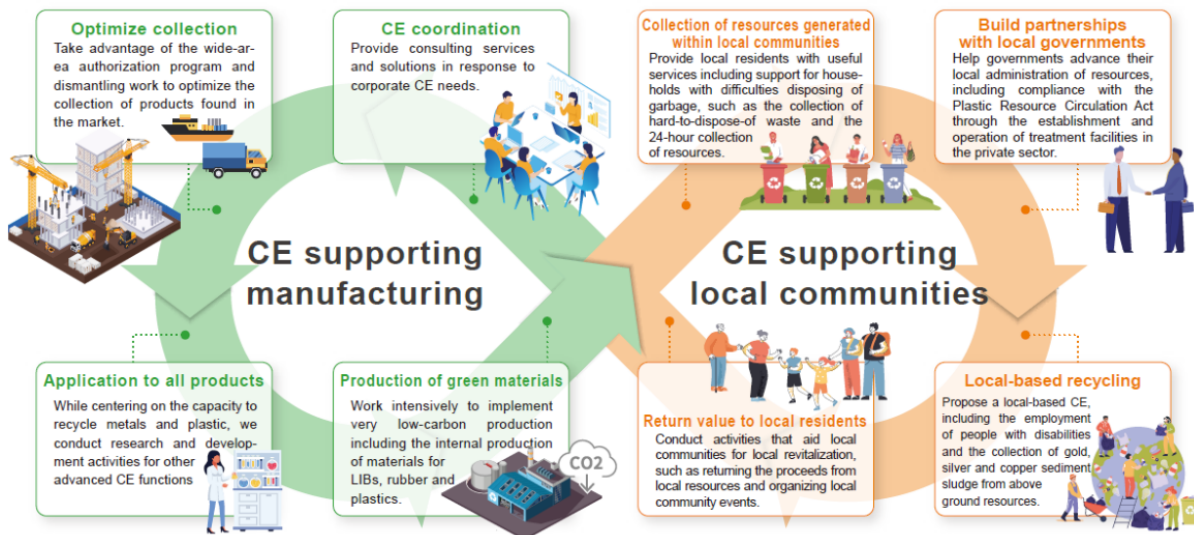 Optimize collection
Take advantage of the wide-ar-
ea authorization program and
dismantling work to optimize the
collection of products found in
the market.
CE coordination
Provide consulting services
and solutions in response to
corporate CE needs.
Collection of resources generated
within local communities
Provide local residents with useful
services including support for house-
holds with difficulties disposing of
garbage, such as the collection of
hard-to-dispose-of waste and the
24-hour collection
of resources.
Build partnerships
with local governments
Help governments advance their
local administration of resources,
including compliance with the
Plastic Resource Circulation Act
through the establishment and
operation of treatment facilities in
the private sector.
CE supporting
manufacturing
CE supporting
local communities
Application to all products
While centering on the capacity to
recycle metals and plastic, we
conduct research and develop-
ment activities for other
advanced CE functions
Production of green materials
Work intensively to implement
very low-carbon production
including the internal production
of materials for
LIBs, rubber and
plastics.
CO2
Return value to local residents
Conduct activities that aid local
communities for local revitalization,
such as returning the proceeds from
local resources and organizing local
community events.
Local-based recycling
Propose a local-based CE,
including the employment
of people with disabilities
and the collection of gold,
silver and copper sediment
sludge from above
ground resources.